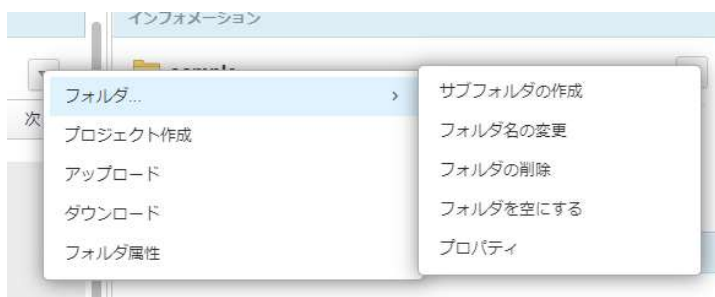 インフォメーション
次
フォルダ...
プロジェクト作成
アップロード
ダウンロード
フォルダ属性
サブフォルダの作成
フォルダ名の変更
フォルダの削除
フォルダを空にする
プロパティ